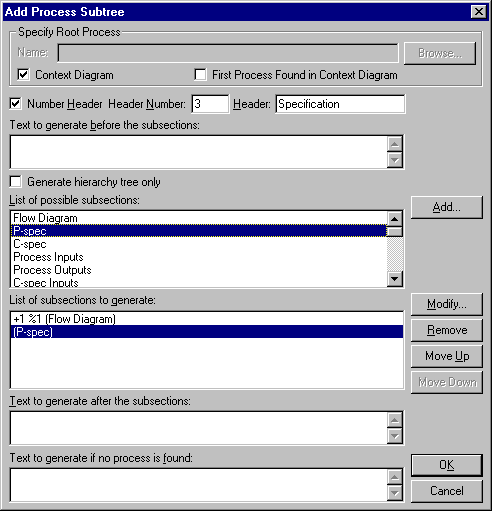 Add Process Subtree
Specify Root Process
Name:
Browse...
Context Diagram
First Process Found in Context Diagram
Number Header Header Number: 3 Header: Specification
Text to generate before the subsections:
Generate hierarchy tree only
List of possible subsections:
Add...
Flow Diagram
P-spec
C-spec
Process Inputs
Process Outputs
C-spec Inputs
List of subsections to generate:
Modify...
+1 %1 (Flow Diagram)
(P-spec)
Remove
Move Up
Move Down
Text to generate after the subsections:
Text to generate if no process is found:
OK
Cancel